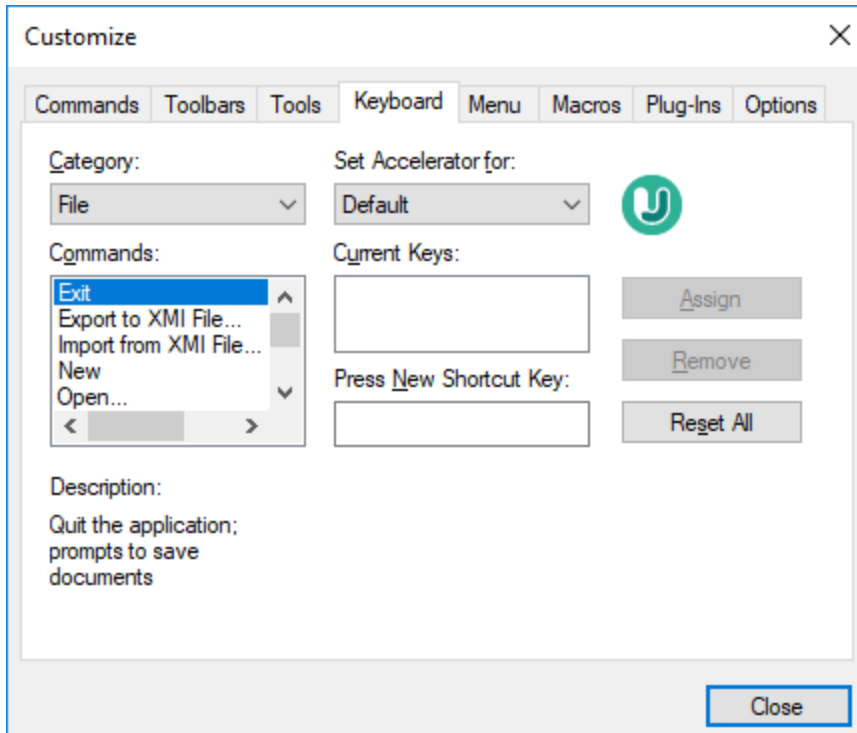 Customize
Commands Toolbars Tools Keyboard Menu Macros Plug-Ins Options
Category:
Set Accelerator for:
File
Default
Commands:
Current Keys:
Exit
Export to XMI File...
Import from XMI File...
New
Open...
Assign
Remove
Press New Shortcut Key:
Reset All
Description:
Quit the application;
prompts to save
documents
Close